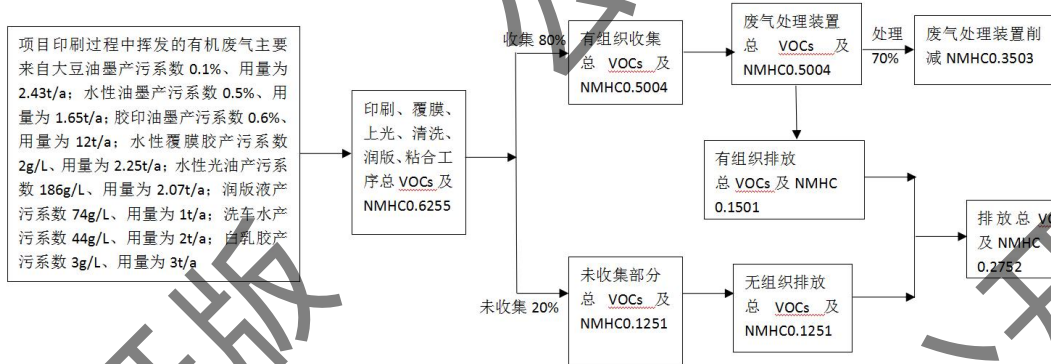 项目印刷过程中挥发的有机废气主要
来自大豆油墨产污系数 0.1%、用量为
2.43t/a；水性油墨产污系数 0.5%、用
量为 1.65t/a；胶印油墨产污系数 0.6%、
用量为 12t/a；水性覆膜胶产污系数
2g/L、用量为 2.25t/a；水性光油产污系
数 186g/L、用量为 2.07t/a；润版液产
污系数 74g/L、用量为 1t/a；洗车水产
污系数 44g/L、用量为 2t/a；白乳胶产
污系数 3g/L、用量为 3t/a
印刷、覆膜、
上光、清洗、
润版、粘合工
序总 VOCs 及
NMHC0.6255
收集 80%
有组织收集
总 VOCs 及
NMHC0.5004
废气处理装置
总 VOCs 及
NMHC0.5004
处理
70%
废气处理装置削
减 NMHC0.3503
有组织排放
总 VOCs 及 NMHC
0.1501
未收集 20%
未收集部分
总 VOCs 及
NMHC0.1251
无组织排放
总 VOCs 及
NMHC0.1251
排放总
及 NMHC
0.2752
版